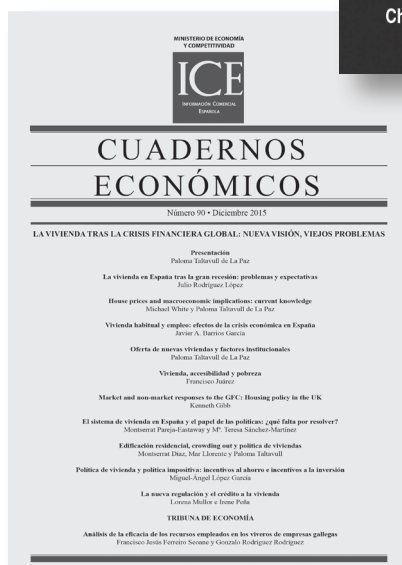 Ch
MINISTERIO DE ECONOMÍA
Y COMPETITIVIDAD
ICE
INFORMACIÓN COMERCIAL
ESPAÑOLA
CUADERNOS
ECONÓMICOS
Número 90 • Diciembre 2015
LA VIVIENDA TRAS LA CRISIS FINANCIERA GLOBAL: NUEVA VISIÓN, VIEJOS PROBLEMAS
Presentación
Paloma Taltavull de La Paz
La vivienda en España tras la gran recesión: problemas y expectativas
Julio Rodríguez López
House prices and macroeconomic implications: current knowledge
Michael White y Paloma Taltavull de La Paz
Vivienda habitual y empleo: efectos de la crisis económica en España
Javier A. Barrios García
Oferta de nuevas viviendas y factores institucionales
Paloma Taltavull de La Paz
Vivienda, accesibilidad y pobreza
Francisco Juárez
Market and non-market responses to the GFC: Housing policy in the UK
Kenneth Gibb
El sistema de vivienda en España y el papel de las políticas: ¿qué falta por resolver?
Montserrat Pareja-Eastaway y Mª. Teresa Sánchez-Martínez
Edificación residencial, crowding out y política de viviendas
Montserrat Díaz, Mar Llorente y Paloma Taltavull
Política de vivienda y política impositiva: incentivos al ahorro e incentivos a la inversión
Miguel-Ángel López García
La nueva regulación y el crédito a la vivienda
Lorena Mullor e Irene Peña
TRIBUNA DE ECONOMÍA
Análisis de la eficacia de los recursos empleados en los viveros de empresas gallegas
Francisco Jesús Ferreiro Seoane y Gonzalo Rodríguez Rodríguez